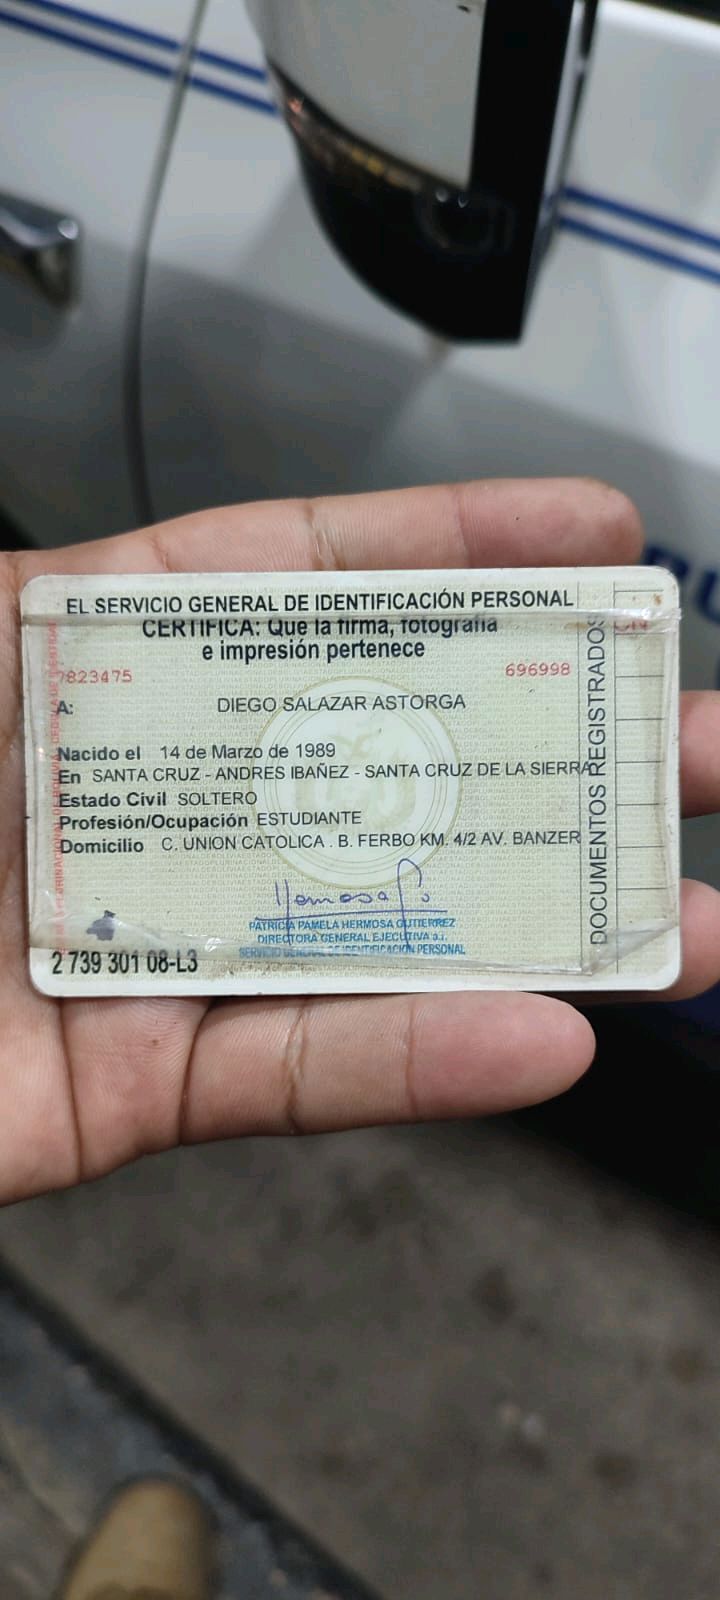 EL SERVICIO GENERAL DE IDENTIFICACIÓN PERSONAL
CERTIFICA: Que la firma, fotografía
e impresión pertenece
7823475
696998
A: DIEGO SALAZAR ASTORGA
Nacido el 14 de Marzo de 1989
En SANTA CRUZ - ANDRES IBAÑEZ - SANTA CRUZ DE LA SIERRA
Estado Civil SOLTERO
Profesión/Ocupación ESTUDIANTE
Domicilio C. UNION CATOLICA . B. FERBO KM. 4/2 AV. BANZER
PATRICIA PAMELA HERMOSA GUTIERREZ
DIRECTORA GENERAL EJECUTIVA a.i.
SERVICIO GENERAL DE IDENTIFICACIÓN PERSONAL
2 739 301 08-L3
DOCUMENTOS REGISTRADOS
CN